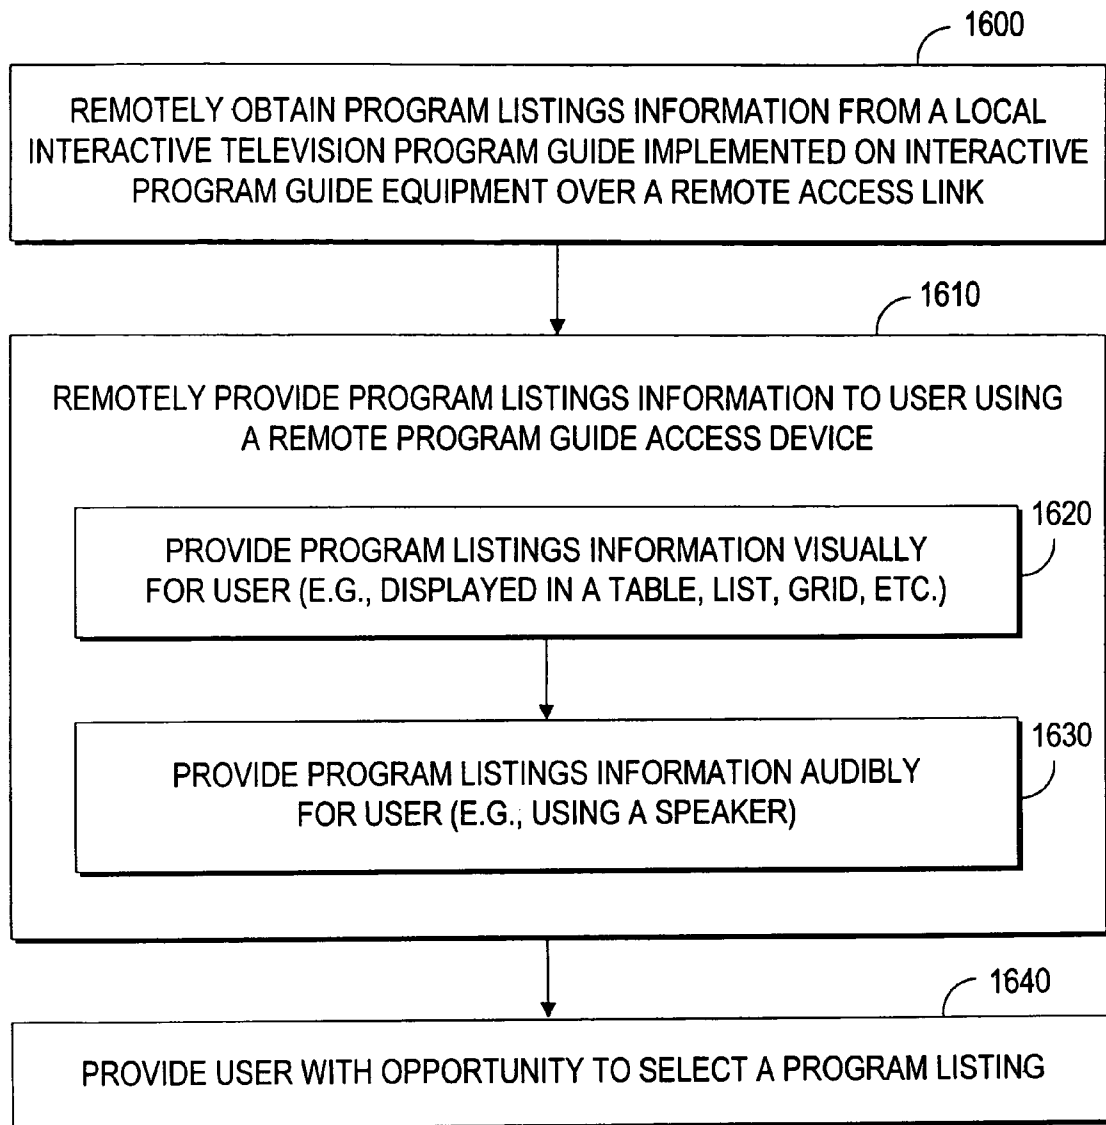 1600
REMOTELY OBTAIN PROGRAM LISTINGS INFORMATION FROM A LOCAL
INTERACTIVE TELEVISION PROGRAM GUIDE IMPLEMENTED ON INTERACTIVE
PROGRAM GUIDE EQUIPMENT OVER A REMOTE ACCESS LINK
1610
REMOTELY PROVIDE PROGRAM LISTINGS INFORMATION TO USER USING
A REMOTE PROGRAM GUIDE ACCESS DEVICE
1620
PROVIDE PROGRAM LISTINGS INFORMATION VISUALLY
FOR USER (E.G., DISPLAYED IN A TABLE, LIST, GRID, ETC.)
1630
PROVIDE PROGRAM LISTINGS INFORMATION AUDIBLY
FOR USER (E.G., USING A SPEAKER)
1640
PROVIDE USER WITH OPPORTUNITY TO SELECT A PROGRAM LISTING